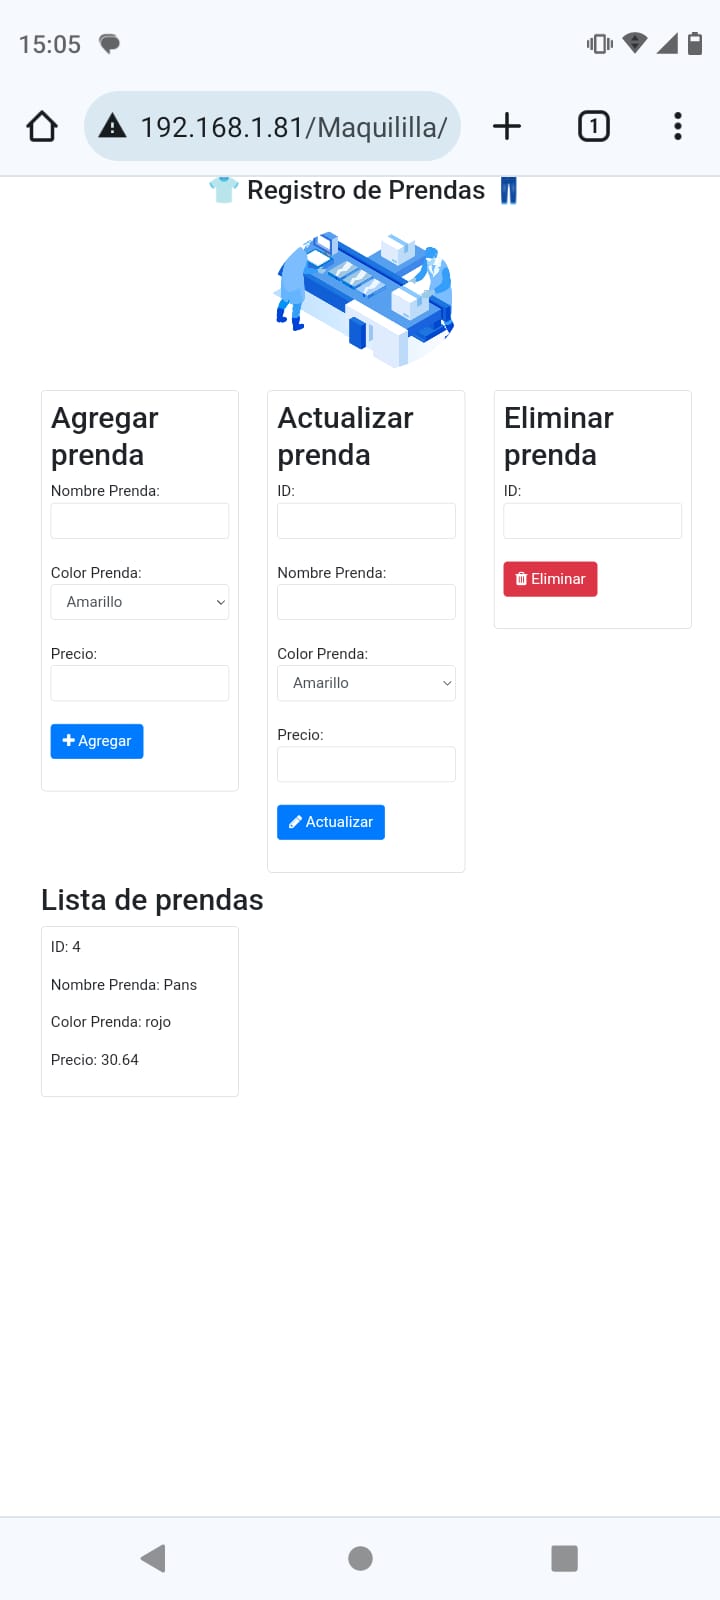 15:05
192.168.1.81/Maquililla/
1
Registro de Prendas
Agregar
prenda
Nombre Prenda:
Color Prenda:
Amarillo
Precio:
Agregar
Actualizar
prenda
ID:
Nombre Prenda:
Color Prenda:
Amarillo
Precio:
Actualizar
Eliminar
prenda
ID:
Eliminar
Lista de prendas
ID: 4
Nombre Prenda: Pans
Color Prenda: rojo
Precio: 30.64